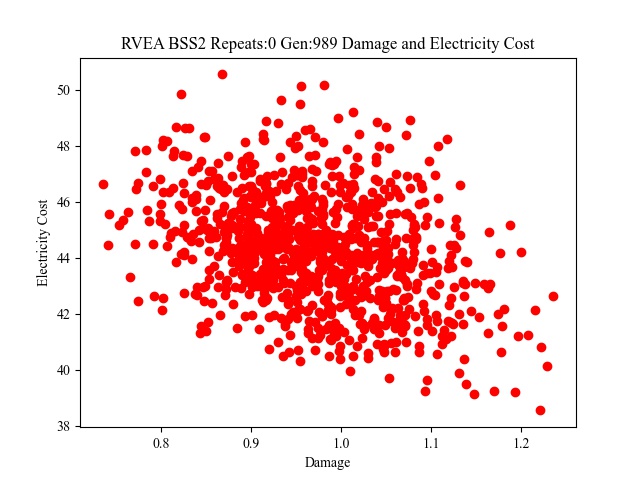 RVEA BSS2 Repeats:0 Gen:989 Damage and Electricity Cost
50
48
46
44
42
40
38
Electricity Cost
0.8 0.9 1.0 1.1 1.2
Damage